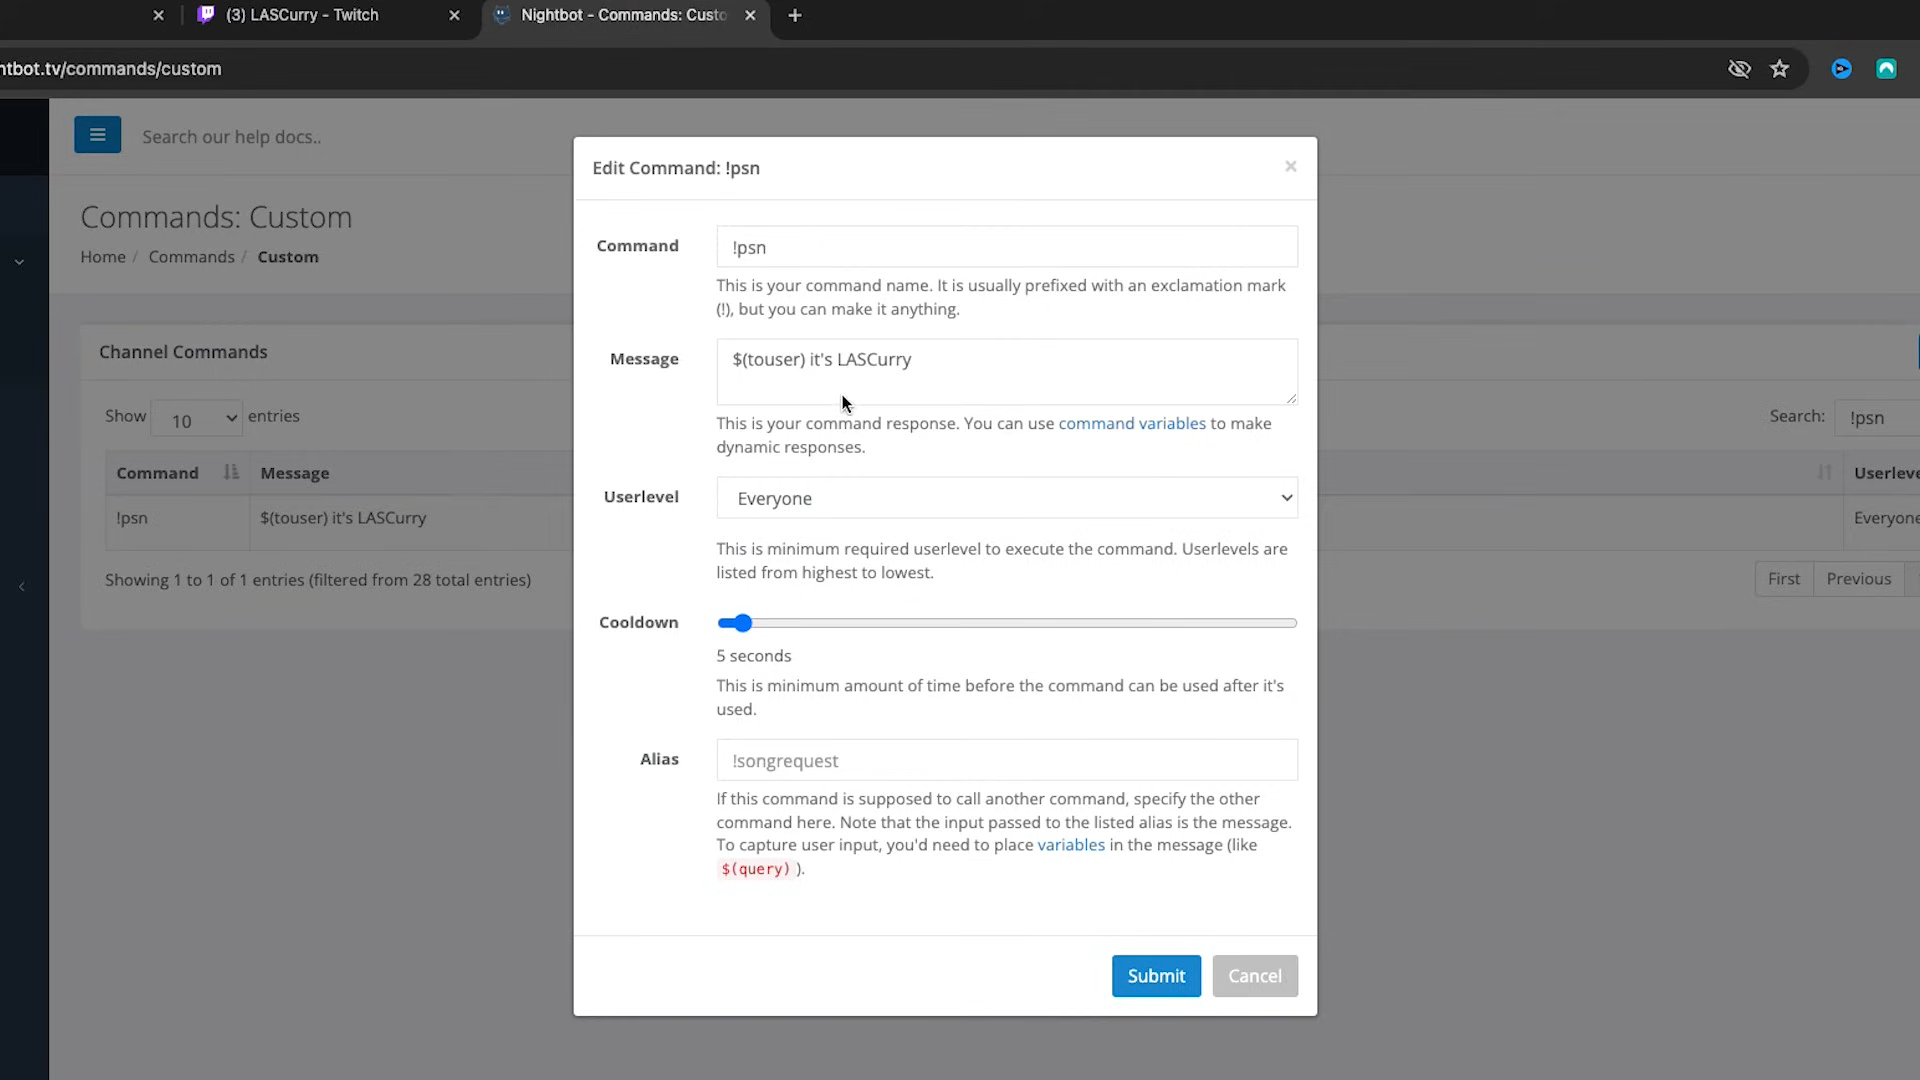 (3) LASCurry - Twitch
Nightbot - Commands: Custo
ntbot.tv/commands/custom
Search our help docs..
Commands: Custom
Home / Commands / Custom
Channel Commands
Show 10 entries
Search: !psn
Command Message Userleve
!psn $(touser) it's LASCurry Everyone
Showing 1 to 1 of 1 entries (filtered from 28 total entries)
First Previous
Edit Command: !psn
×
Command !psn
This is your command name. It is usually prefixed with an exclamation mark
(!), but you can make it anything.
Message $(touser) it's LASCurry
This is your command response. You can use command variables to make
dynamic responses.
Userlevel Everyone
This is minimum required userlevel to execute the command. Userlevels are
listed from highest to lowest.
Cooldown
5 seconds
This is minimum amount of time before the command can be used after it's
used.
Alias !songrequest
If this command is supposed to call another command, specify the other
command here. Note that the input passed to the listed alias is the message.
To capture user input, you'd need to place variables in the message (like
$(query) ).
Submit Cancel